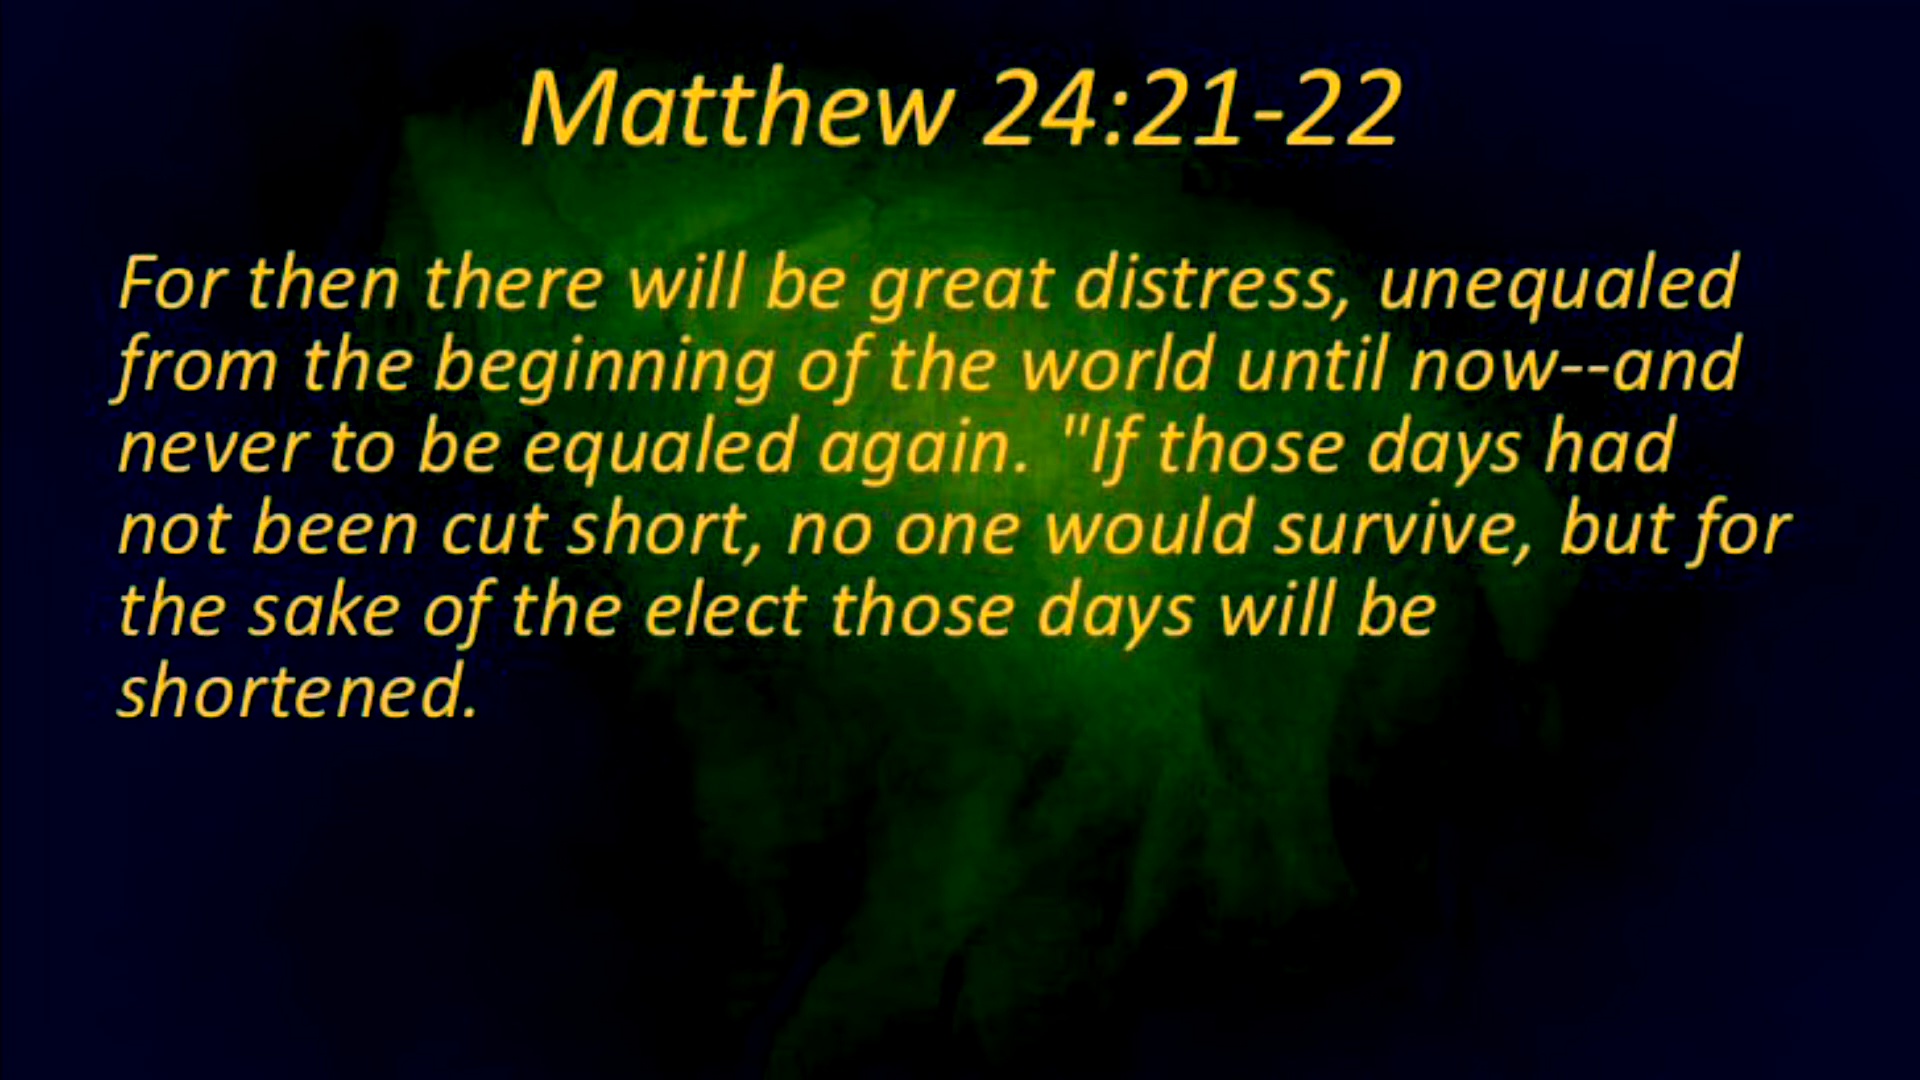 Matthew 24:21-22
For then there will be great distress, unequaled
from the beginning of the world until now--and
never to be equaled again. "If those days had
not been cut short, no one would survive, but for
the sake of the elect those days will be
shortened.